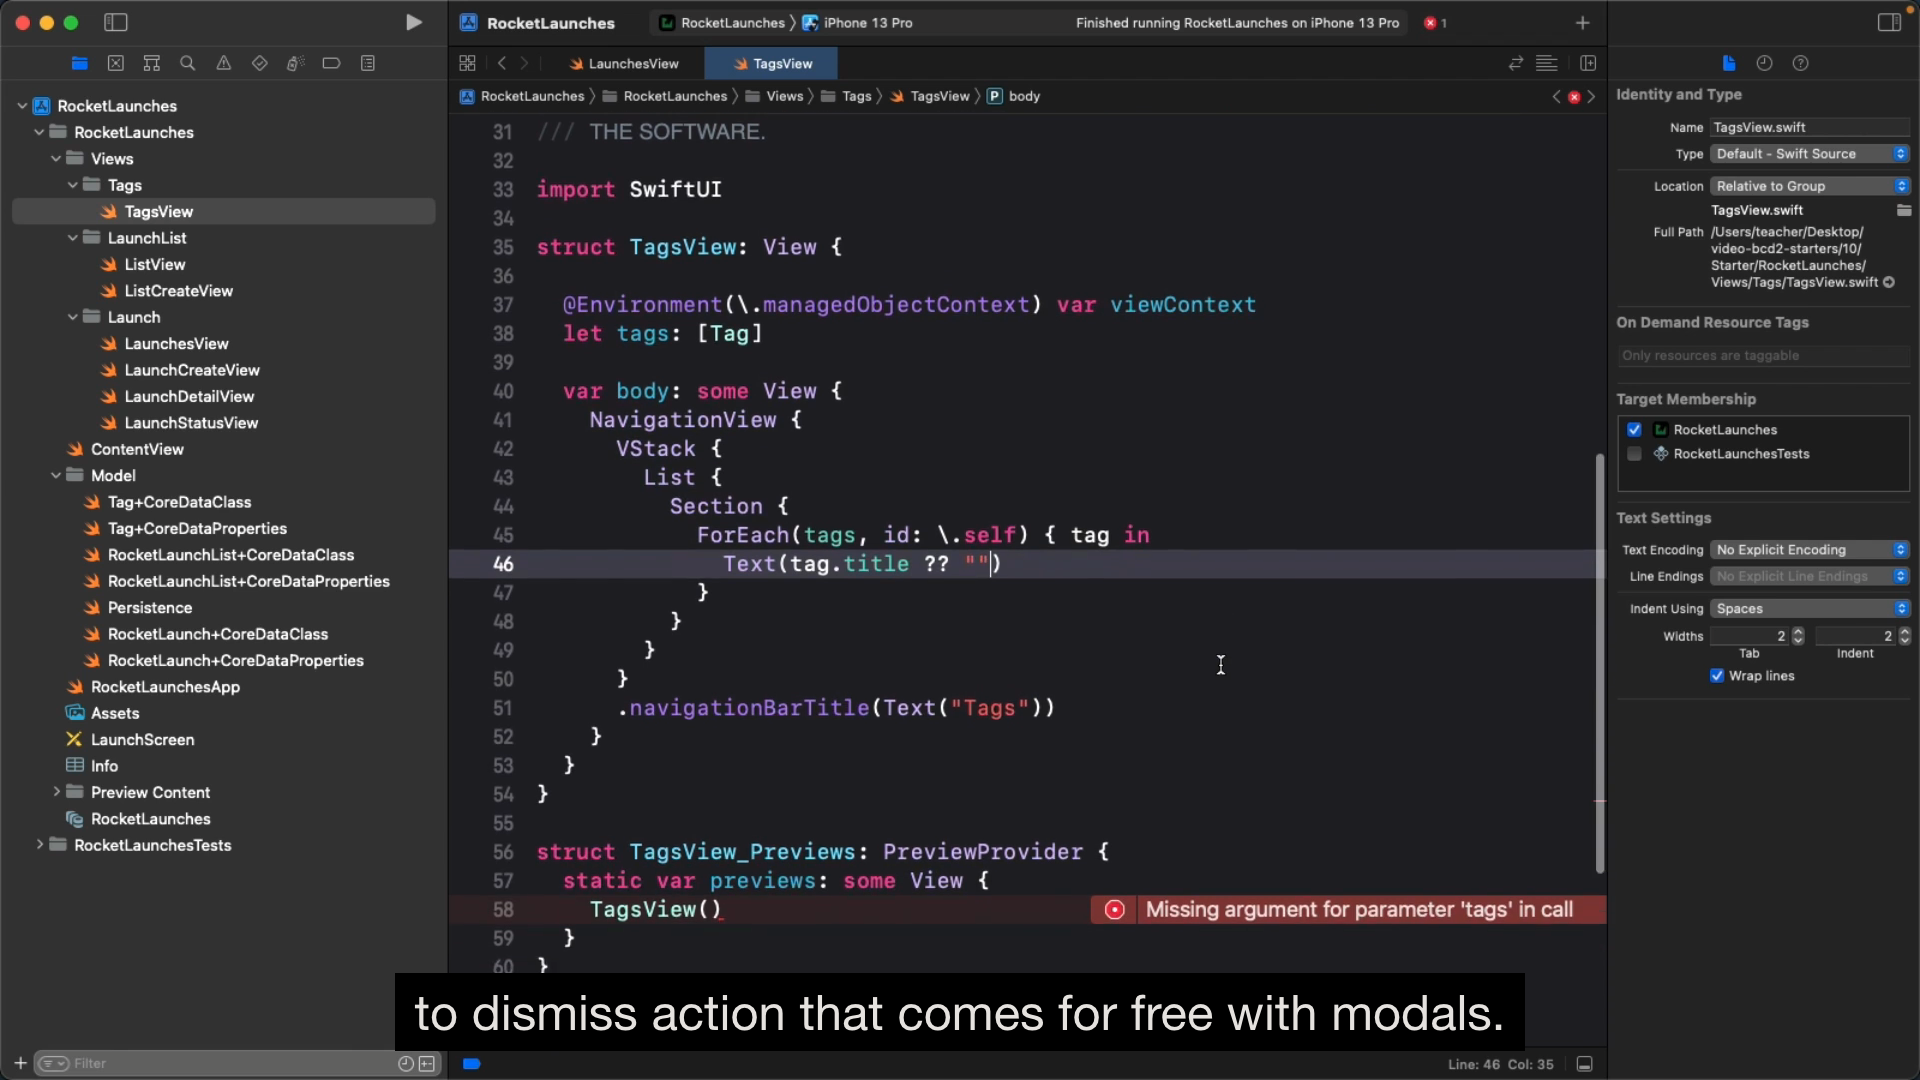 RocketLaunches
RocketLaunches
iPhone 13 Pro
Finished running RocketLaunches on iPhone 13 Pro
1
LaunchesView
TagsView
RocketLaunches
RocketLaunches
Views
Tags
TagsView
P body
RocketLaunches
RocketLaunches
Views
Tags
TagsView
LaunchList
ListView
ListCreateView
Launch
LaunchesView
LaunchCreateView
LaunchDetailView
LaunchStatusView
ContentView
Model
Tag+CoreDataClass
Tag+CoreDataProperties
RocketLaunchList+CoreDataClass
RocketLaunchList+CoreDataProperties
Persistence
RocketLaunch+CoreDataClass
RocketLaunch+CoreDataProperties
RocketLaunchesApp
Assets
LaunchScreen
Info
Preview Content
RocketLaunches
RocketLaunchesTests
Filter
31 /// THE SOFTWARE.
32
33 import SwiftUI
34
35 struct TagsView: View {
36
37 @Environment(\.managedObjectContext) var viewContext
38 let tags: [Tag]
39
40 var body: some View {
41 NavigationView {
42 VStack {
43 List {
44 Section {
45 ForEach(tags, id: \.self) { tag in
46 Text(tag.title ?? "")
47 }
48 }
49 }
50 }
51 .navigationBarTitle(Text("Tags"))
52 }
53 }
54 }
55
56 struct TagsView_Previews: PreviewProvider {
57 static var previews: some View {
58 TagsView() Missing argument for parameter 'tags' in call
59 }
60 }
to dismiss action that comes for free with modals.
Line: 46 Col: 35
Identity and Type
Name TagsView.swift
Type Default - Swift Source
Location Relative to Group
TagsView.swift
Full Path /Users/teacher/Desktop/
video-bcd2-starters/10/
Starter/RocketLaunches/
Views/Tags/TagsView.swift
On Demand Resource Tags
Only resources are taggable
Target Membership
RocketLaunches
RocketLaunchesTests
Text Settings
Text Encoding No Explicit Encoding
Line Endings No Explicit Line Endings
Indent Using Spaces
Widths 2 2
Tab Indent
Wrap lines